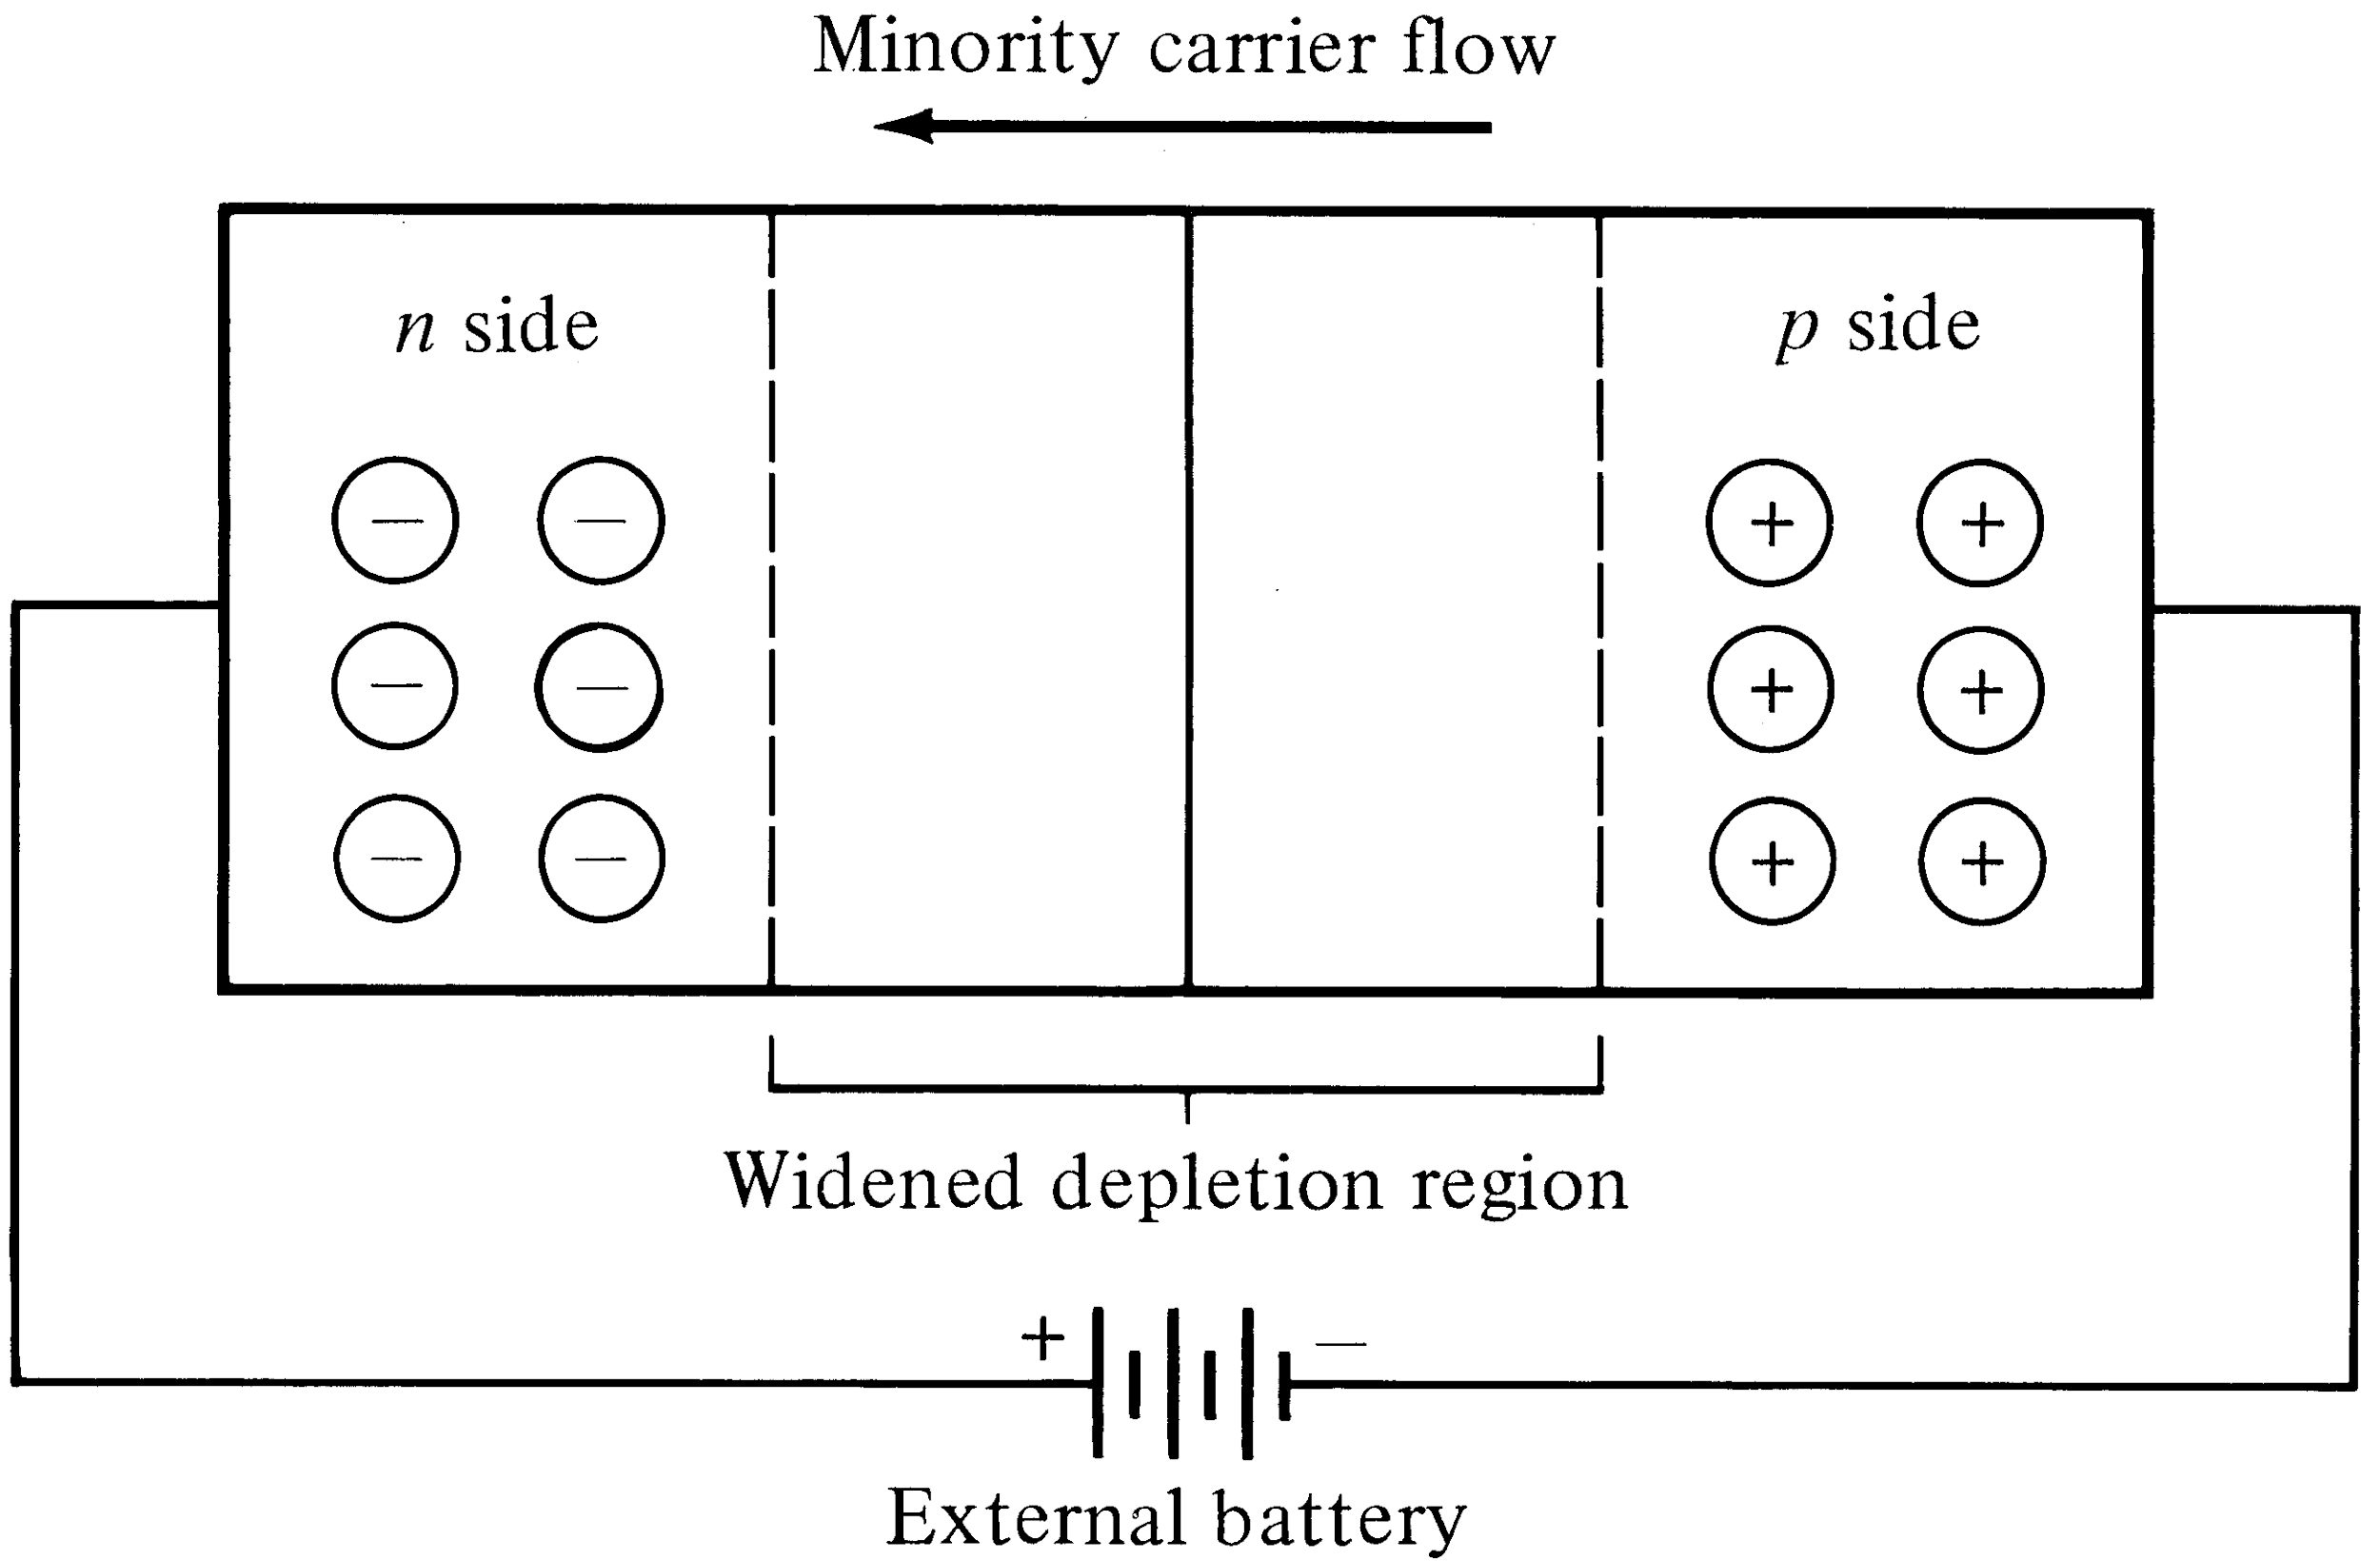 Minority carrier flow
n side
p side
− −
+ +
− −
+ +
− −
+ +
Widened depletion region
+ −
External battery